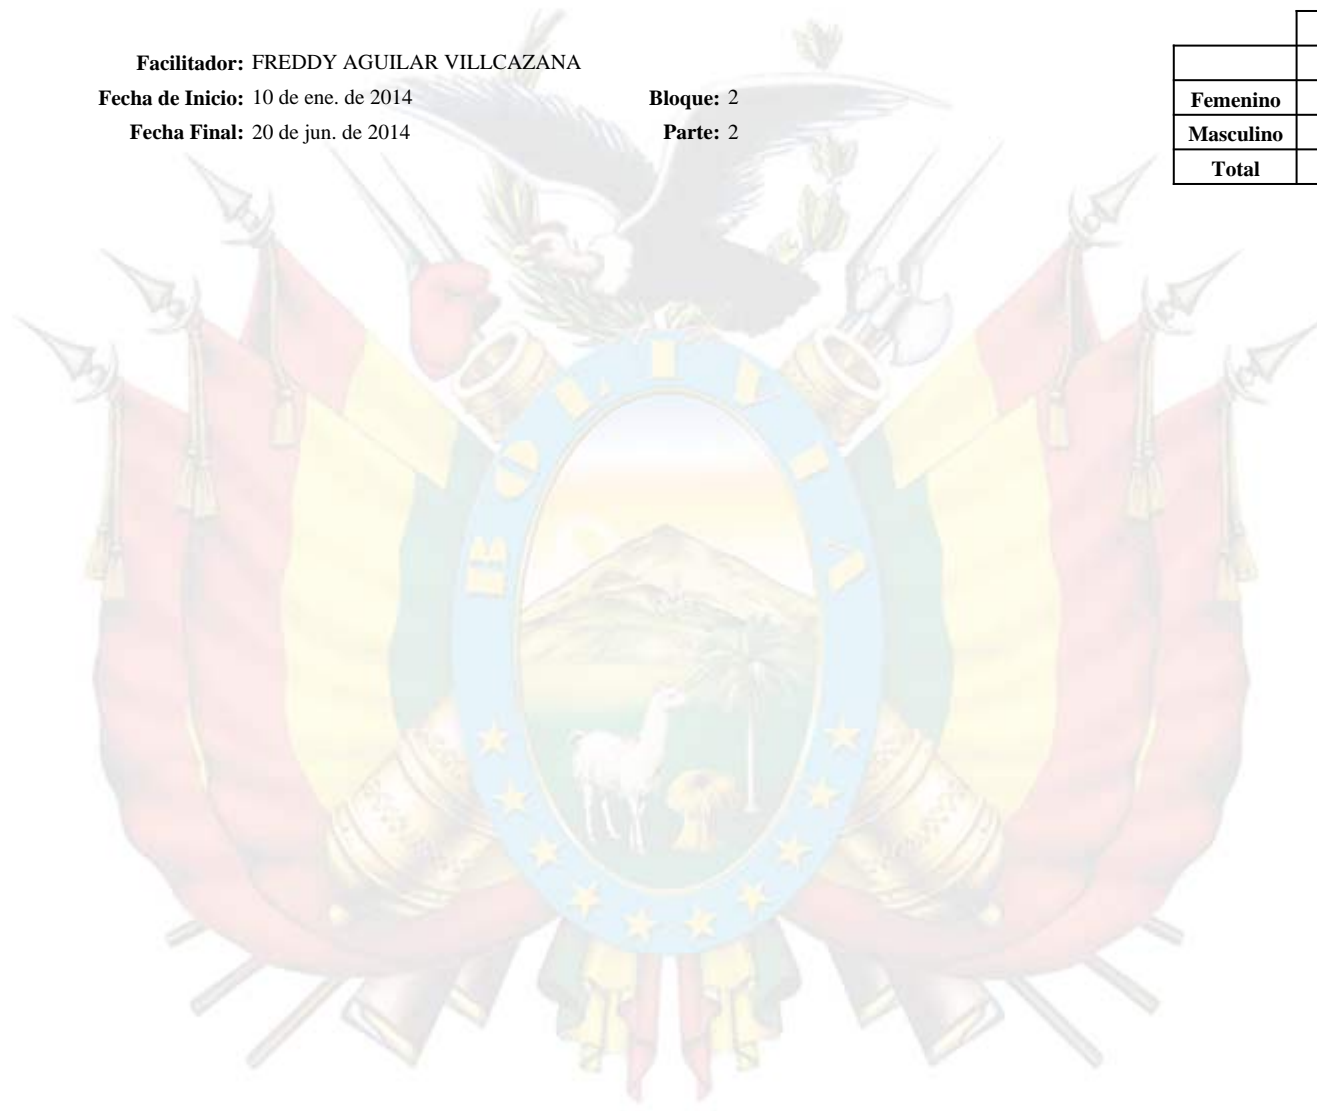 Facilitador: FREDDY AGUILAR VILLCAZANA
Fecha de Inicio: 10 de ene. de 2014 Bloque: 2
Fecha Final: 20 de jun. de 2014 Parte: 2
Femenino
Masculino
Total
BOLIVIA